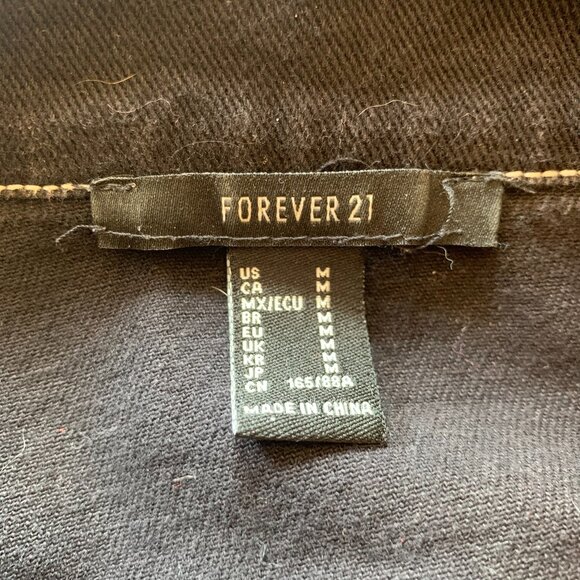 FOREVER 21
US M
CA M
MX/ECU M
BR M
EU M
UK M
KR M
JP M
CN 165/88A
MADE IN CHINA